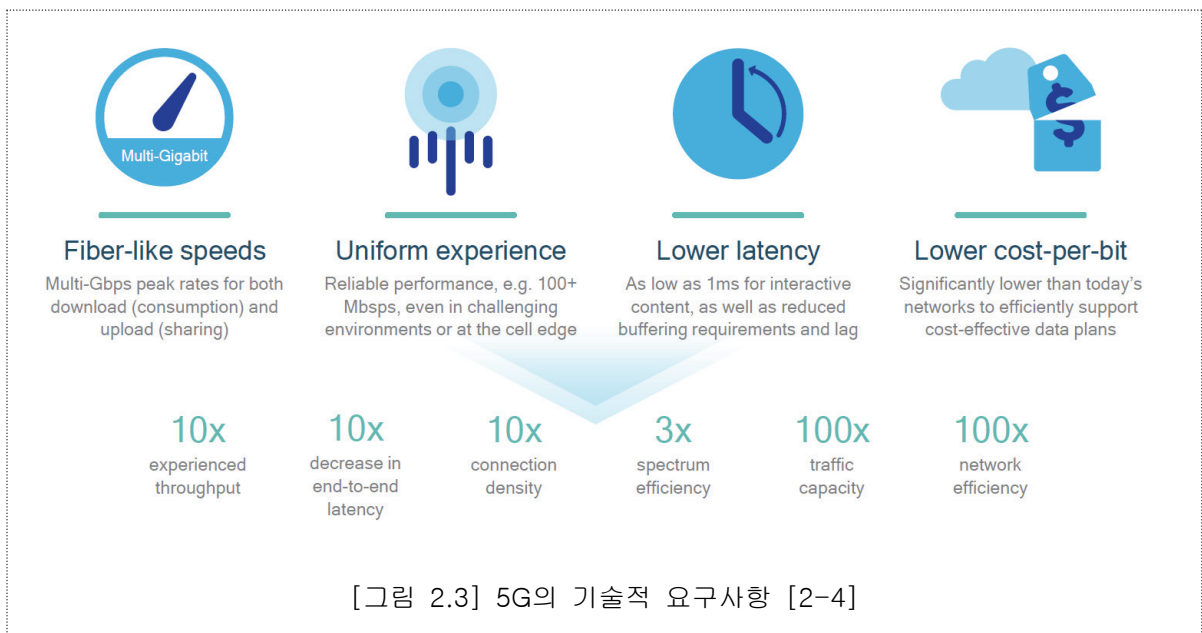 Multi-Gigabit
$
Fiber-like speeds
Multi-Gbps peak rates for both
download (consumption) and
upload (sharing)
Uniform experience
Reliable performance, e.g. 100+
Mbsps, even in challenging
environments or at the cell edge
Lower latency
As low as 1ms for interactive
content, as well as reduced
buffering requirements and lag
Lower cost-per-bit
Significantly lower than today's
networks to efficiently support
cost-effective data plans
10x
experienced
throughput
10x
decrease in
end-to-end
latency
10x
connection
density
3x
spectrum
efficiency
100x
traffic
capacity
100x
network
efficiency
[그림 2.3] 5G의 기술적 요구사항 [2-4]